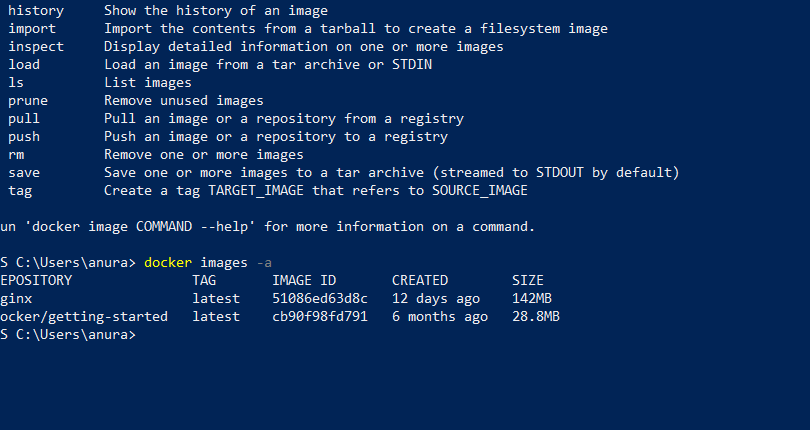 history     Show the history of an image
import      Import the contents from a tarball to create a filesystem image
inspect     Display detailed information on one or more images
load        Load an image from a tar archive or STDIN
ls          List images
prune       Remove unused images
pull        Pull an image or a repository from a registry
push        Push an image or a repository to a registry
rm          Remove one or more images
save        Save one or more images to a tar archive (streamed to STDOUT by default)
tag         Create a tag TARGET_IMAGE that refers to SOURCE_IMAGE
un 'docker image COMMAND --help' for more information on a command.
S C:\Users\anura> docker images -a
EPOSITORY               TAG       IMAGE ID       CREATED        SIZE
ginx                    latest    51086ed63d8c   12 days ago    142MB
ocker/getting-started   latest    cb90f98fd791   6 months ago   28.8MB
S C:\Users\anura>